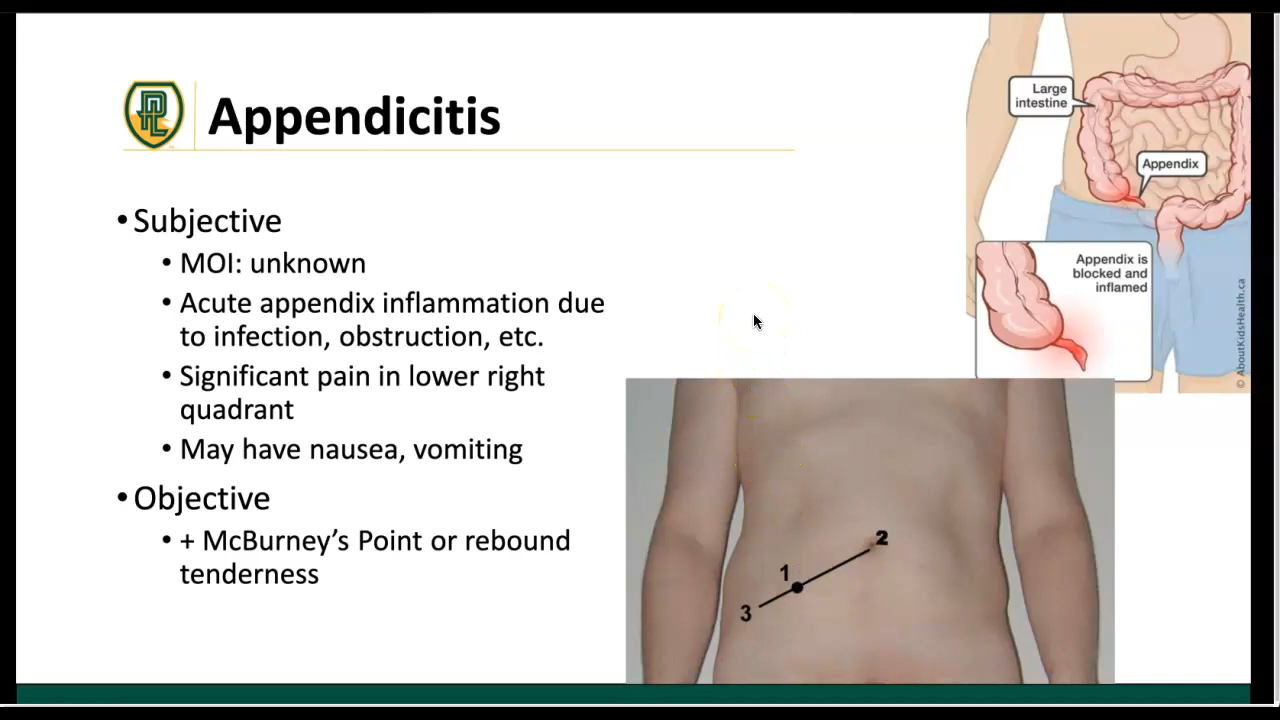 Appendicitis
• Subjective
• MOI: unknown
• Acute appendix inflammation due
to infection, obstruction, etc.
• Significant pain in lower right
quadrant
• May have nausea, vomiting
• Objective
• + McBurney’s Point or rebound
tenderness
Large
intestine
Appendix
Appendix is
blocked and
inflamed
© AboutKidsHealth.ca
2
1
3